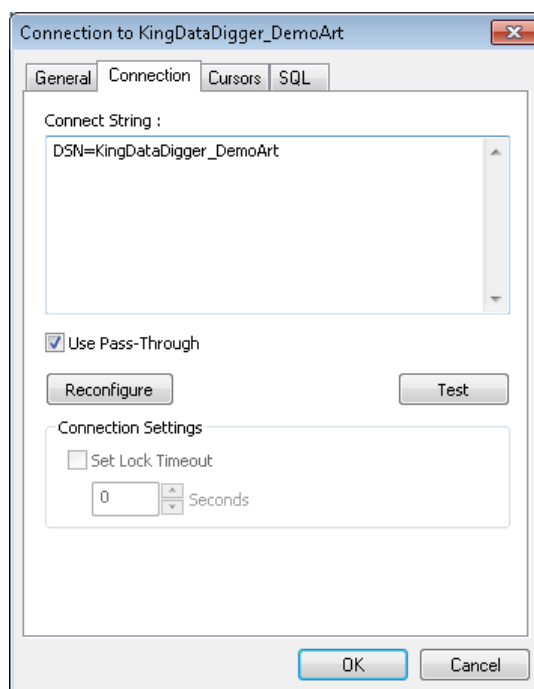 Connection to KingDataDigger_DemoArt
General Connection Cursors SQL
Connect String :
DSN=KingDataDigger_DemoArt
Use Pass-Through
Reconfigure Test
Connection Settings
Set Lock Timeout
0 Seconds
OK Cancel